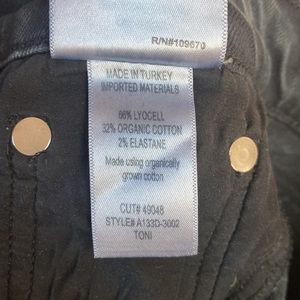 R/N#109670
MADE IN TURKEY
IMPORTED MATERIALS
66% LYOCELL
32% ORGANIC COTTON
2% ELASTANE
Made using organically
grown cotton
CUT# 49048
STYLE# A133D-3002
TONI